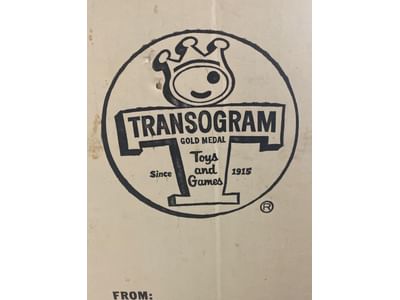 TRANSOGRAM
GOLD MEDAL
Toys
and
Since Games 1915
®
FROM: